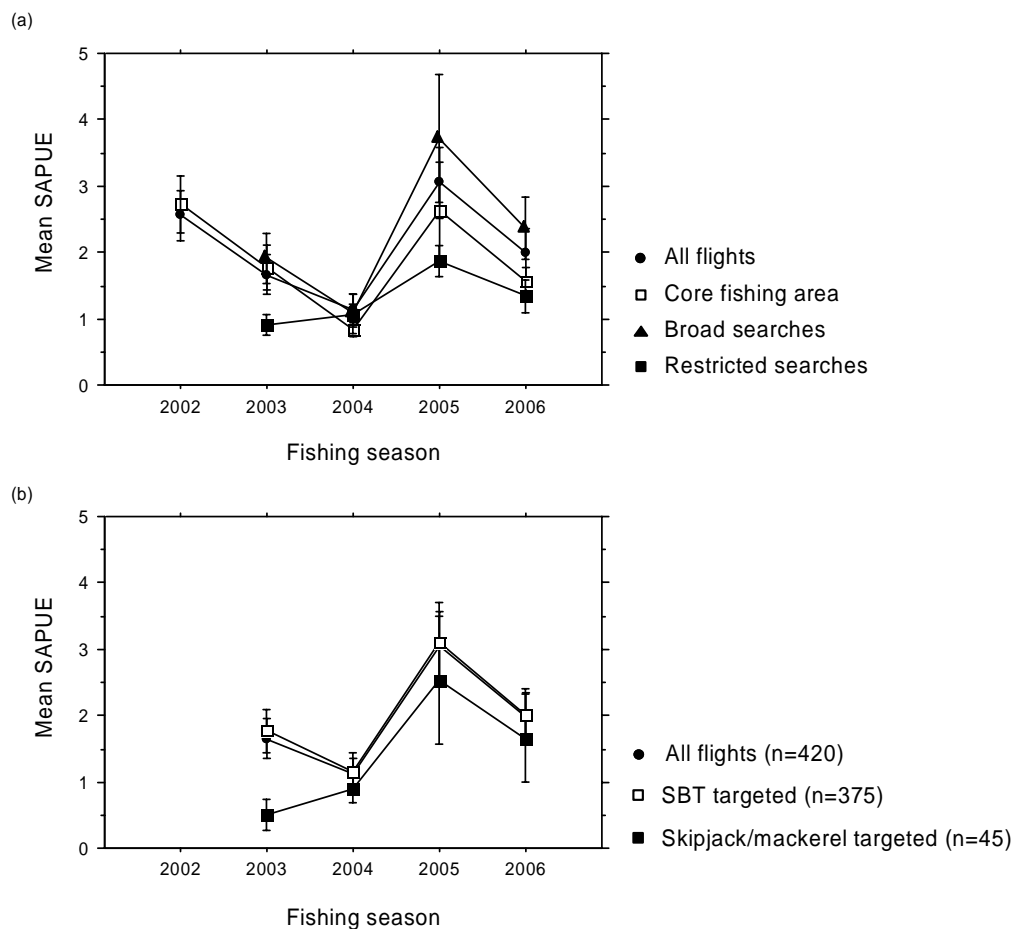 (a)
5
4
3
2
1
0
Mean SAPUE
2002 2003 2004 2005 2006
Fishing season
All flights
Core fishing area
Broad searches
Restricted searches
(b)
5
4
3
2
1
0
Mean SAPUE
2002 2003 2004 2005 2006
Fishing season
All flights (n=420)
SBT targeted (n=375)
Skipjack/mackerel targeted (n=45)